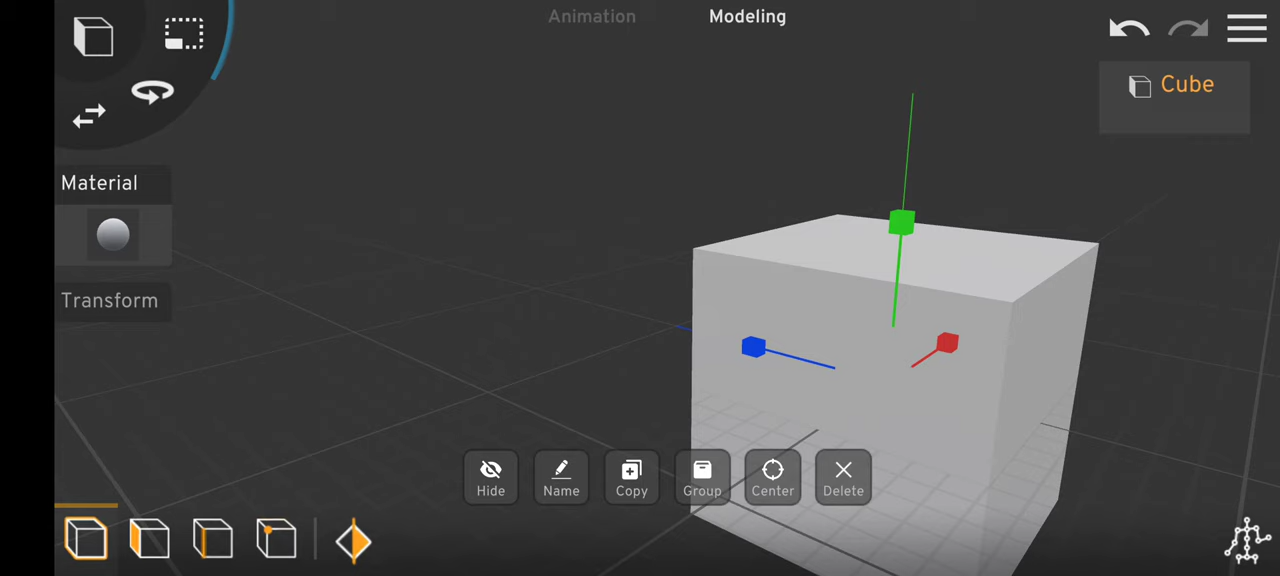 Animation Modeling
Cube
Material
Transform
Hide Name Copy Group Center Delete